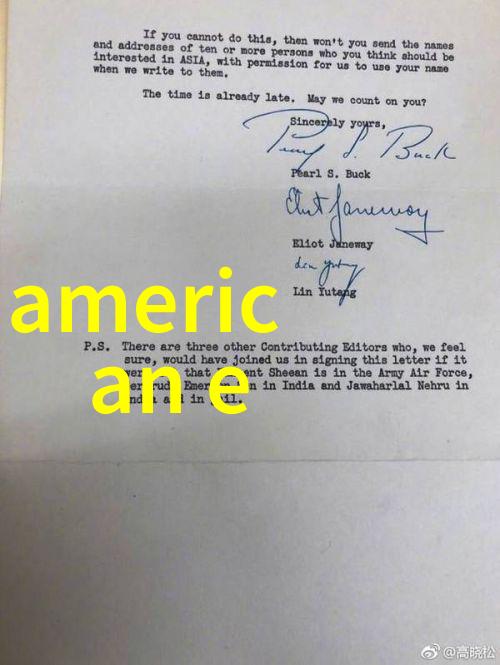 If you cannot do this, then won't you send the names
and addresses of ten or more persons who you think should be
interested in ASIA, with permission for us to use your name
when we write to them.
The time is already late. May we count on you?
Sincerely yours,
Pearl S. Buck
Pearl S. Buck
Eliot Janeway
Eliot Janeway
Lin Yutang
Lin Yutang
americ
an e
P.S. There are three other Contributing Editors who, we feel
sure, would have joined us in signing this letter if it
that Sheean is in the Army Air Force,
in India and Jawaharlal Nehru in
and in
@高晓松